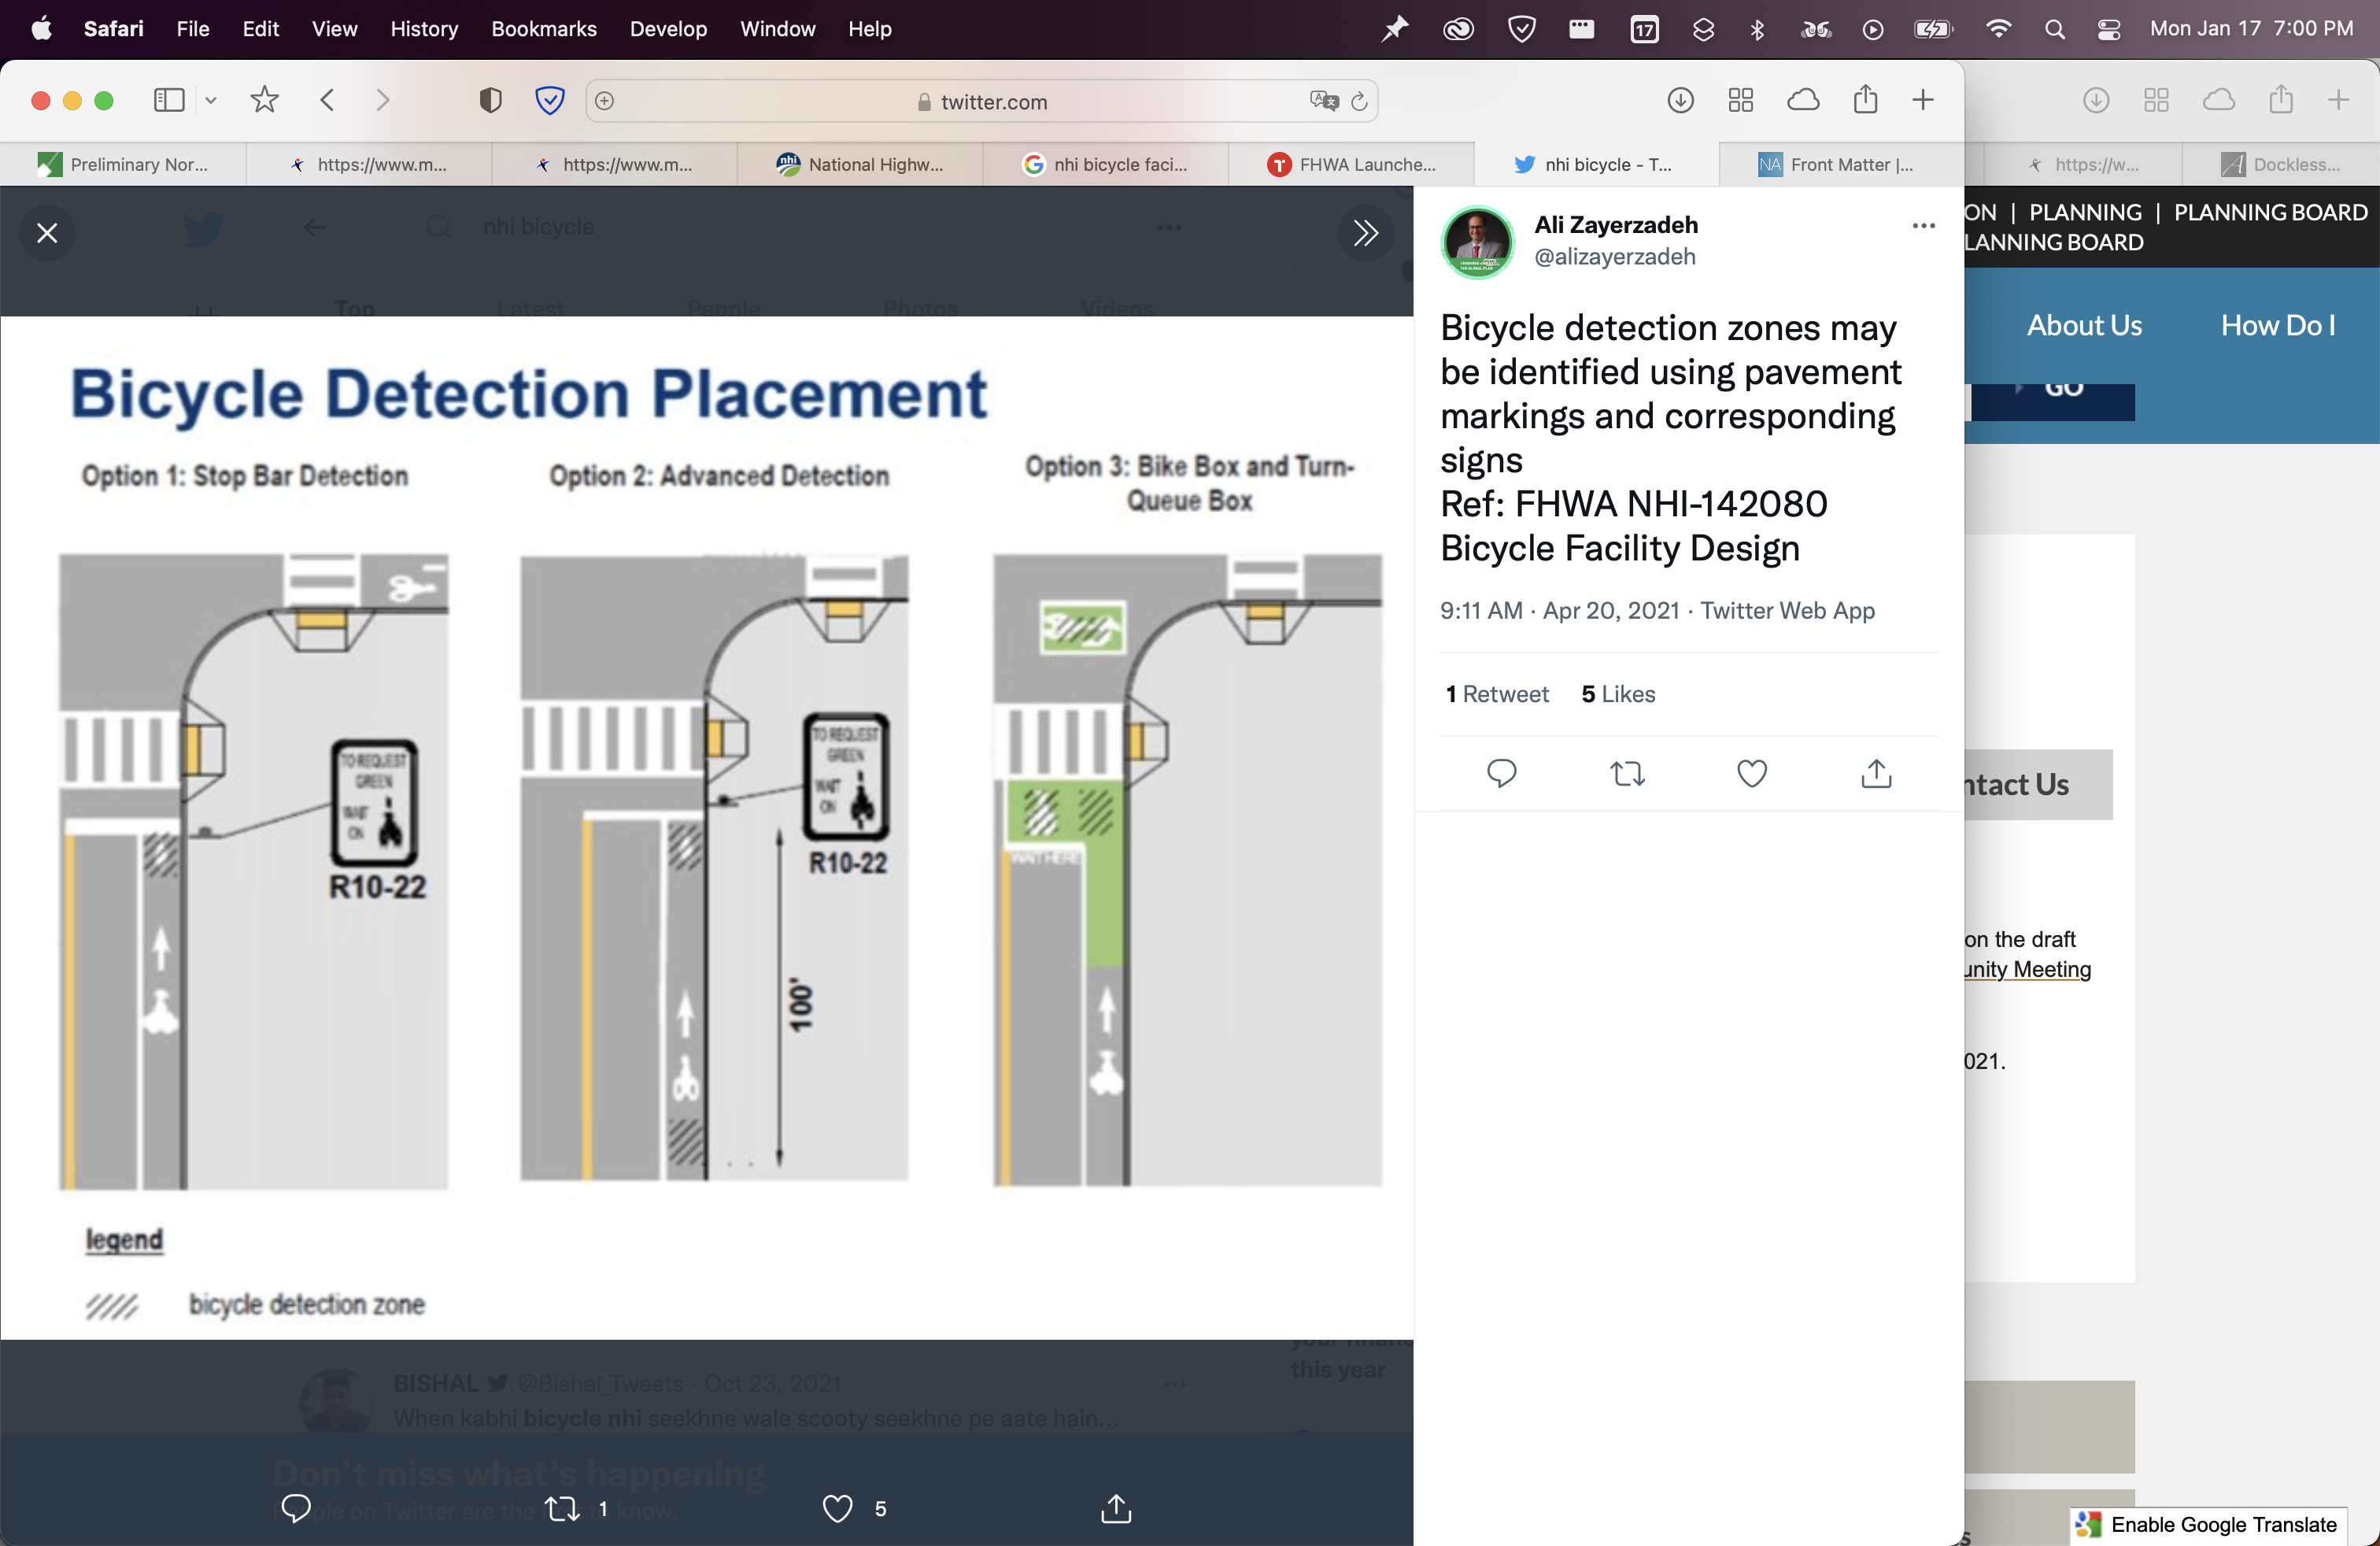 Safari File Edit View History Bookmarks Develop Window Help
17
Mon Jan 17 7:00 PM
twitter.com
Preliminary Nor...
https://www.m...
https://www.m...
nhi
National Highw...
nhi bicycle faci...
FHWA Launche...
nhi bicycle - T...
NA Front Matter |...
https://w...
Dockless...
nhi bicycle
Top Latest People Photos Videos
Bicycle Detection Placement
Option 1: Stop Bar Detection
Option 2: Advanced Detection
Option 3: Bike Box and Turn-
Queue Box
TO REQUEST
GREEN
WAIT
ON
R10-22
TO REQUEST
GREEN
WAIT
ON
R10-22
100'
WAIT HERE
legend
bicycle detection zone
Ali Zayerzadeh
@alizayerzadeh
Bicycle detection zones may
be identified using pavement
markings and corresponding
signs
Ref: FHWA NHI-142080
Bicycle Facility Design
9:11 AM · Apr 20, 2021 · Twitter Web App
1 Retweet 5 Likes
this year
BISHAL @Bishal_Tweets · Oct 23, 2021
When kabhi bicycle nhi seekhne wale scooty seekhne pe aate hain...
Don't miss what's happening
People on Twitter are the first to know.
1
5
ON | PLANNING | PLANNING BOARD
LANNING BOARD
About Us How Do I
GO
ntact Us
on the draft
unity Meeting
021.
Enable Google Translate